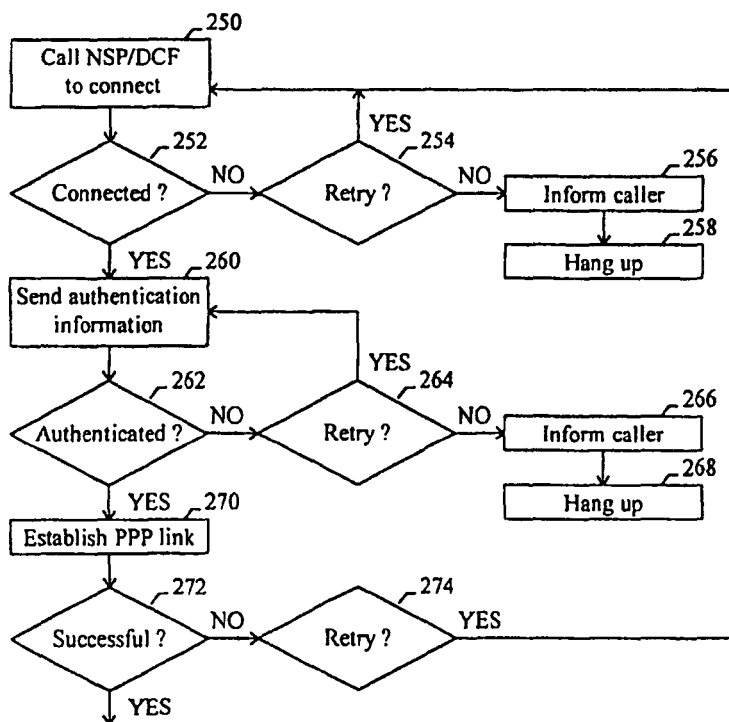 250
Call NSP/DCF
to connect
YES
252
254
256
Connected ?
NO
Retry ?
NO
Inform caller
258
Hang up
YES
260
Send authentication
information
YES
262
264
266
Authenticated ?
NO
Retry ?
NO
Inform caller
268
Hang up
YES
270
Establish PPP link
272
274
Successful ?
NO
Retry ?
YES
YES